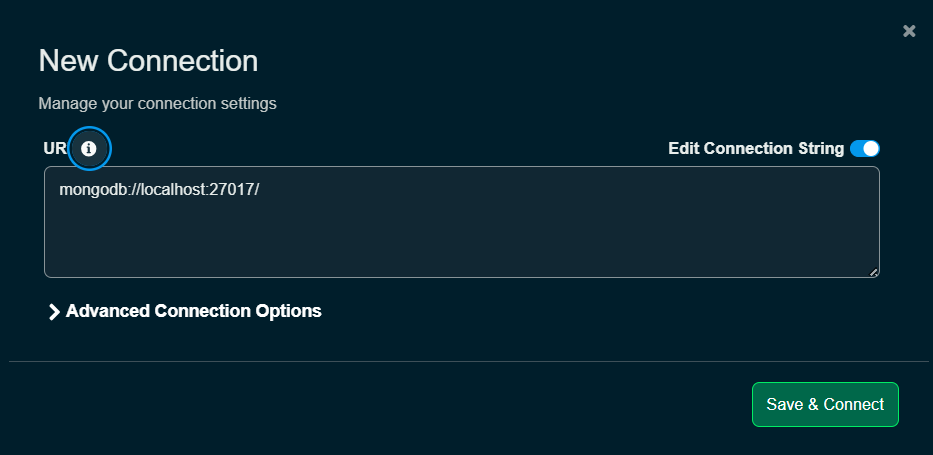 New Connection
Manage your connection settings
UR
Edit Connection String
mongodb://localhost:27017/
Advanced Connection Options
Save & Connect